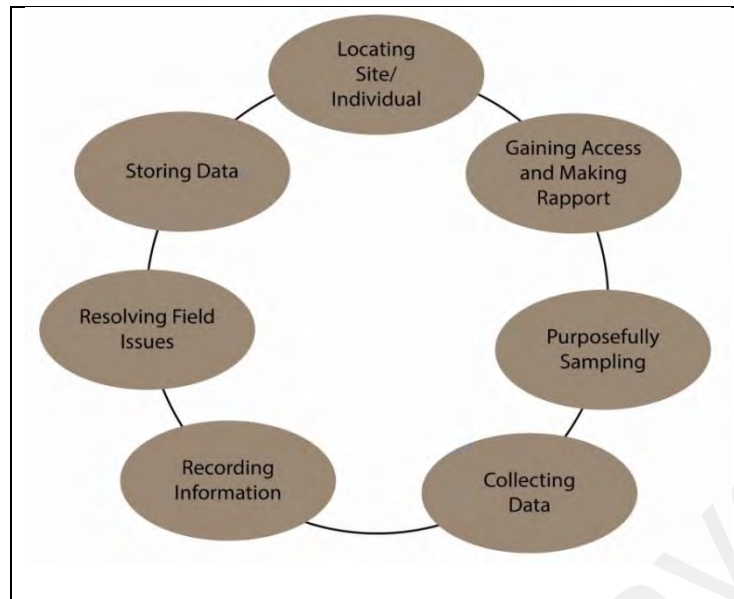 Locating
Site/
Individual
Gaining Access
and Making
Rapport
Purposefully
Sampling
Collecting
Data
Recording
Information
Resolving Field
Issues
Storing Data